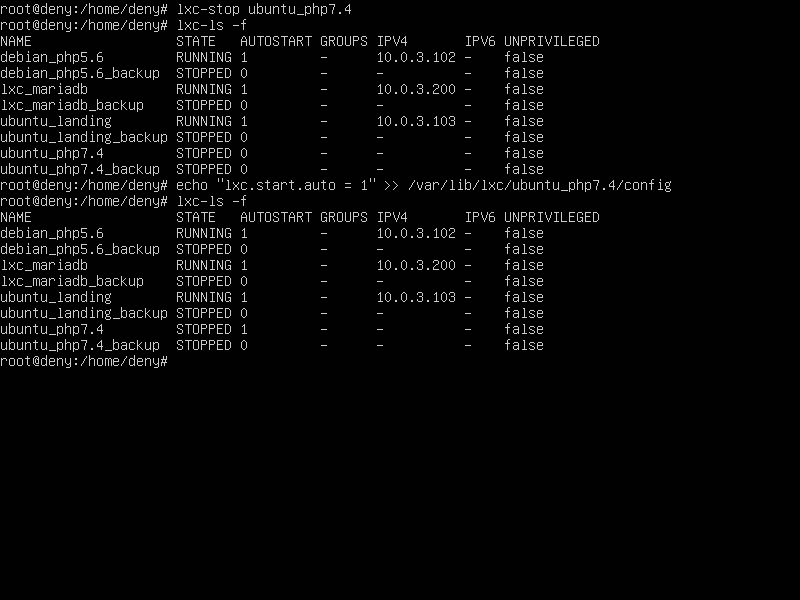 root@deny:/home/deny# lxc-stop ubuntu_php7.4
root@deny:/home/deny# lxc-ls -f
NAME                 STATE   AUTOSTART GROUPS IPV4       IPV6 UNPRIVILEGED
debian_php5.6        RUNNING 1         -      10.0.3.102 -    false
debian_php5.6_backup STOPPED 0         -      -          -    false
lxc_mariadb          RUNNING 1         -      10.0.3.200 -    false
lxc_mariadb_backup   STOPPED 0         -      -          -    false
ubuntu_landing       RUNNING 1         -      10.0.3.103 -    false
ubuntu_landing_backup STOPPED 0         -      -          -    false
ubuntu_php7.4        STOPPED 0         -      -          -    false
ubuntu_php7.4_backup STOPPED 0         -      -          -    false
root@deny:/home/deny# echo "lxc.start.auto = 1" >> /var/lib/lxc/ubuntu_php7.4/config
root@deny:/home/deny# lxc-ls -f
NAME                 STATE   AUTOSTART GROUPS IPV4       IPV6 UNPRIVILEGED
debian_php5.6        RUNNING 1         -      10.0.3.102 -    false
debian_php5.6_backup STOPPED 0         -      -          -    false
lxc_mariadb          RUNNING 1         -      10.0.3.200 -    false
lxc_mariadb_backup   STOPPED 0         -      -          -    false
ubuntu_landing       RUNNING 1         -      10.0.3.103 -    false
ubuntu_landing_backup STOPPED 0         -      -          -    false
ubuntu_php7.4        STOPPED 1         -      -          -    false
ubuntu_php7.4_backup STOPPED 0         -      -          -    false
root@deny:/home/deny#